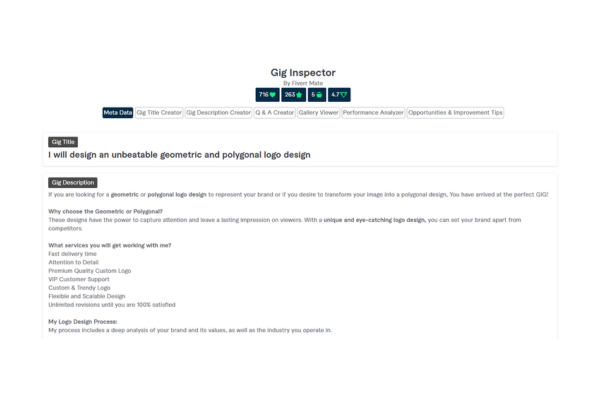 Gig Inspector
By Fiverr Mate
716 263 6 4.7
Meta Data Gig Title Creator Gig Description Creator Q & A Creator Gallery Viewer Performance Analyzer Opportunities & Improvement Tips
Gig Title
I will design an unbeatable geometric and polygonal logo design
Gig Description
If you are looking for a geometric or polygonal logo design to represent your brand or if you desire to transform your image into a polygonal design, You have arrived at the perfect GIG!
Why choose the Geometric or Polygonal?
These designs have the power to capture attention and leave a lasting impression on viewers. With a unique and eye-catching logo design, you can set your brand apart from
competitors.
What services you will get working with me?
Fast delivery time
Attention to Detail
Premium Quality Custom Logo
VIP Customer Support
Custom & Trendy Logo
Flexible and Scalable Design
Unlimited revisions until you are 100% satisfied
My Logo Design Process:
My process includes a deep analysis of your brand and its values, as well as the industry you operate in.